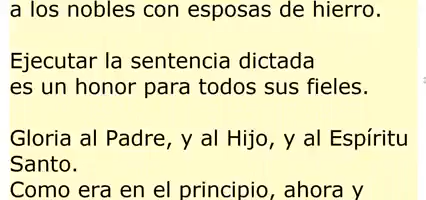 a los nobles con esposas de hierro.
Ejecutar la sentencia dictada
es un honor para todos sus fieles.
Gloria al Padre, y al Hijo, y al Espíritu
Santo.
Como era en el principio, ahora y